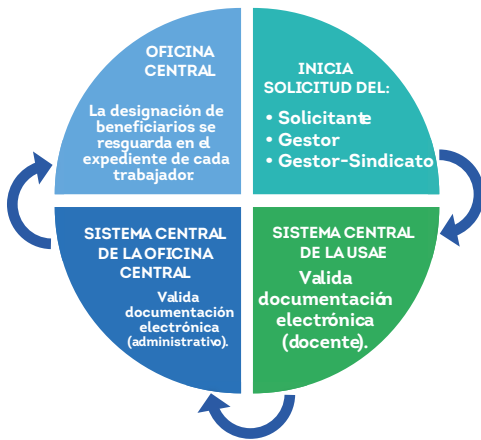 OFICINA
CENTRAL
La designación de
beneficiarios se
resguarda en el
expediente de cada
trabajador.
INICIA
SOLICITUD DEL:
• Solicitante
• Gestor
• Gestor-Sindicato
SISTEMA CENTRAL
DE LA OFICINA
CENTRAL
Valida
documentación
electrónica
(administrativo).
SISTEMA CENTRAL
DE LA USAE
Valida
documentación
electrónica
(docente).